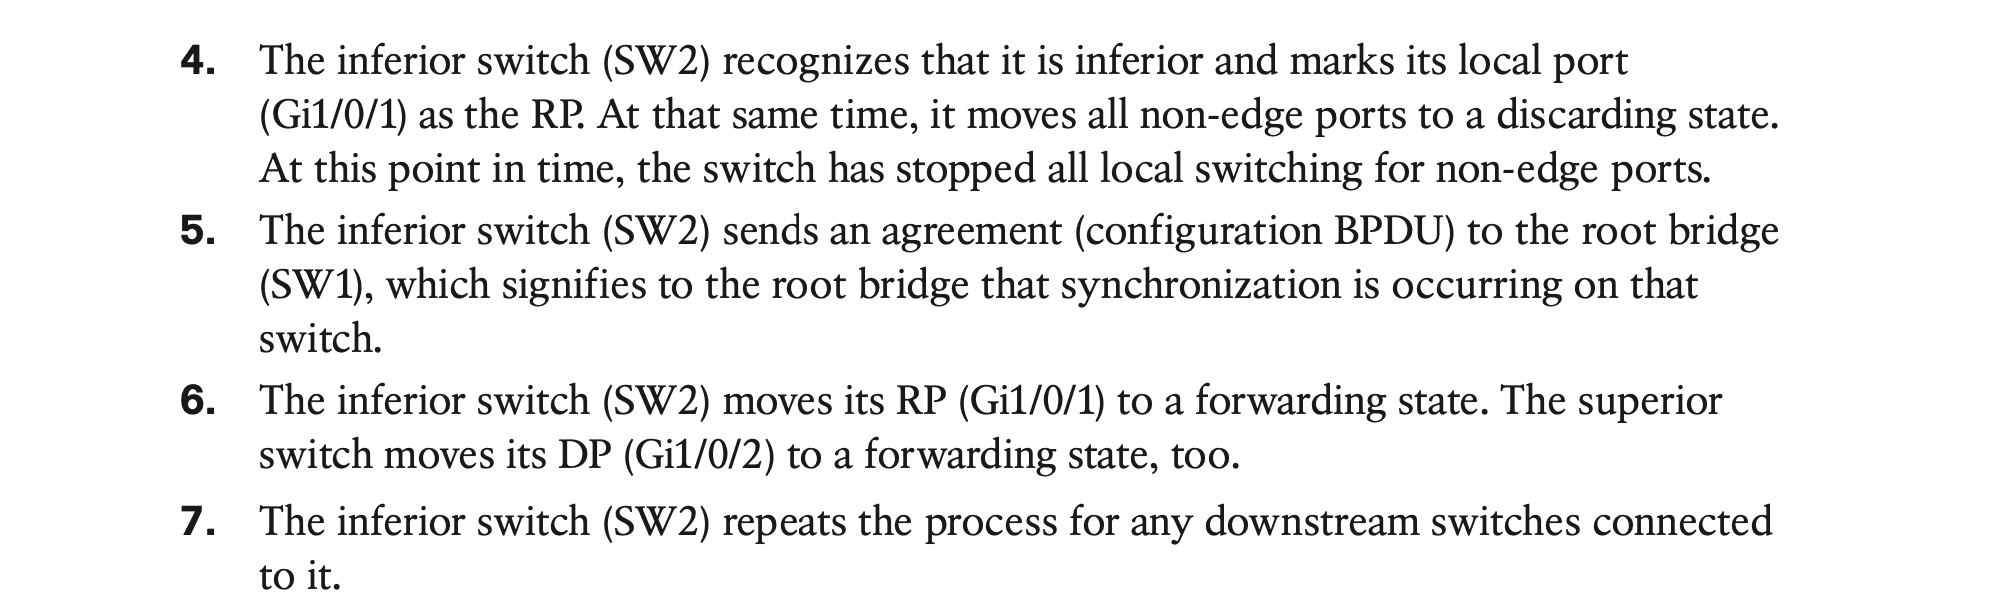 4. The inferior switch (SW2) recognizes that it is inferior and marks its local port
(Gi1/0/1) as the RP. At that same time, it moves all non-edge ports to a discarding state.
At this point in time, the switch has stopped all local switching for non-edge ports.
5. The inferior switch (SW2) sends an agreement (configuration BPDU) to the root bridge
(SW1), which signifies to the root bridge that synchronization is occurring on that
switch.
6. The inferior switch (SW2) moves its RP (Gi1/0/1) to a forwarding state. The superior
switch moves its DP (Gi1/0/2) to a forwarding state, too.
7. The inferior switch (SW2) repeats the process for any downstream switches connected
to it.